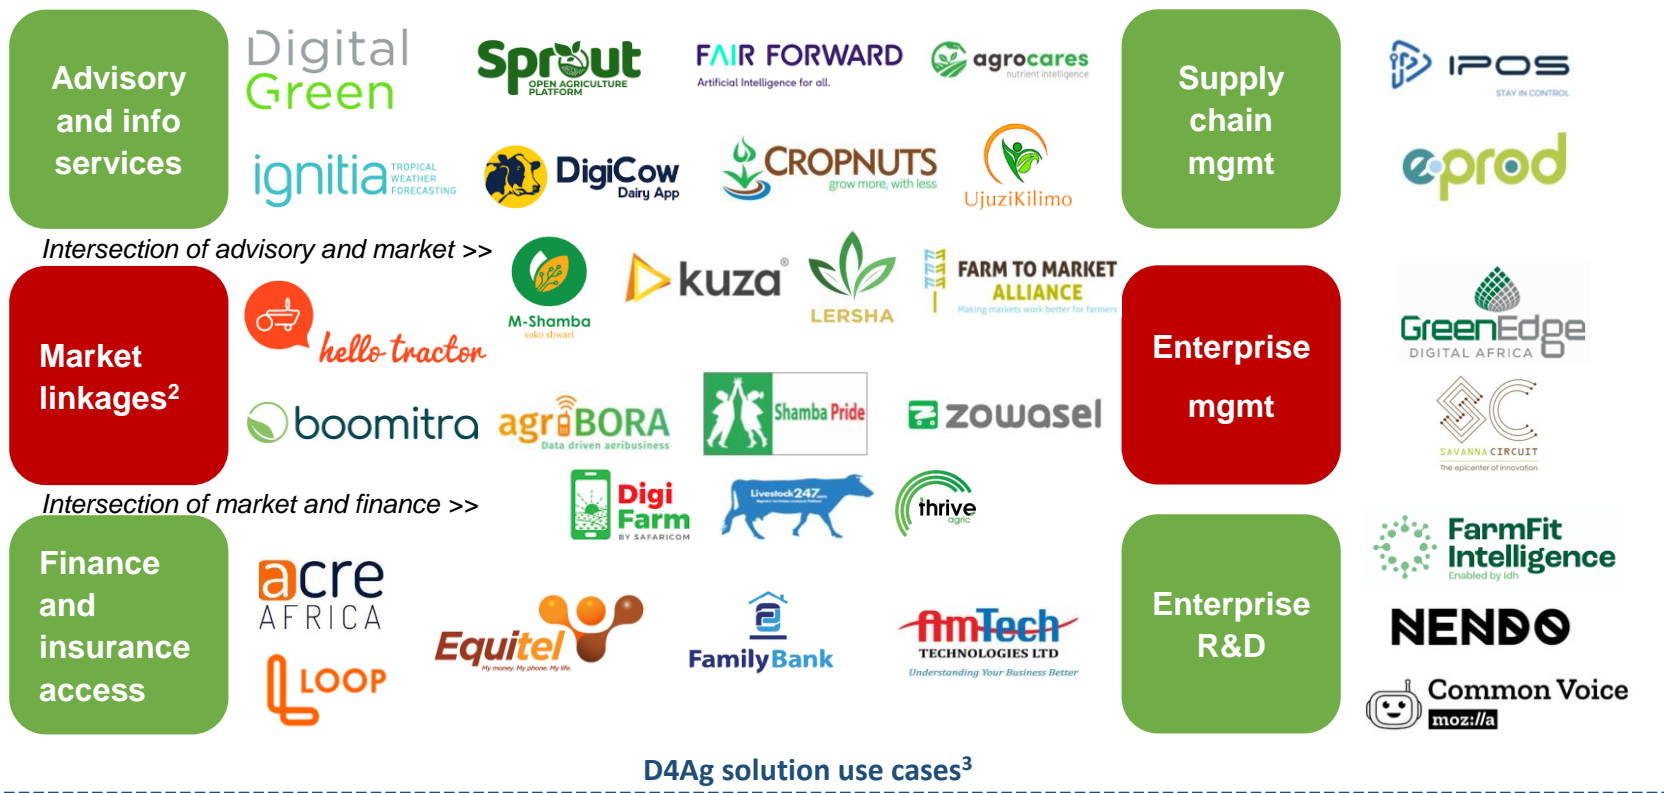 Advisory
and info
services
Digital
Green
Sprout
OPEN AGRICULTURE
PLATFORM
FAIR FORWARD
Artificial Intelligence for all.
agrocares
nutrient intelligence
ignitia
TROPICAL
WEATHER
FORECASTING
DigiCow
Dairy App
CROPNUTS
grow more, with less
UjuziKilimo
Supply
chain
mgmt
IPOS
STAY IN CONTROL
eprod
Intersection of advisory and market >>
M-Shamba
soko shwari
kuza®
LERSHA
FARM TO MARKET
ALLIANCE
Making markets work better for farmers
Market
linkages²
hello tractor
boomitra
agriBORA
Data driven agribusiness
Shamba Pride
zowasel
Enterprise
mgmt
GreenEdge
DIGITAL AFRICA
SC
SAVANNA CIRCUIT
The epicenter of Innovation
Intersection of market and finance >>
Digi
Farm
BY SAFARICOM
Livestock247
thrive
agric
Finance
and
insurance
access
acre
AFRICA
LOOP
Equitel
My money. My phone. My life.
FamilyBank
AmTech
TECHNOLOGIES LTD
Understanding Your Business Better
Enterprise
R&D
FarmFit
Intelligence
Enabled by Idh
NENDO
Common Voice
moz://a
D4Ag solution use cases³